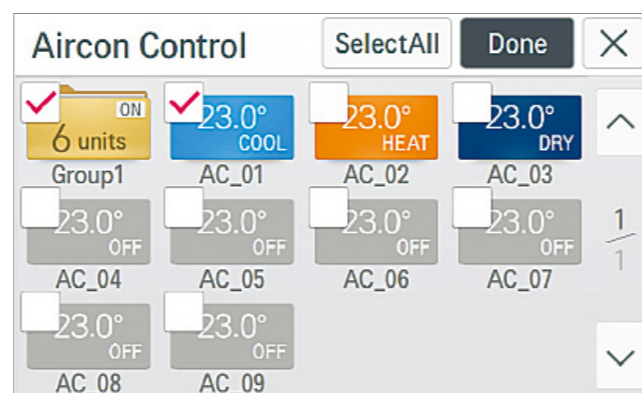 Aircon Control SelectAll Done
ON
6 units 23.0° COOL 23.0° HEAT 23.0° DRY
Group1 AC_01 AC_02 AC_03
23.0° OFF 23.0° OFF 23.0° OFF 23.0° OFF
AC_04 AC_05 AC_06 AC_07
1
1
23.0° OFF 23.0° OFF
AC_08 AC_09